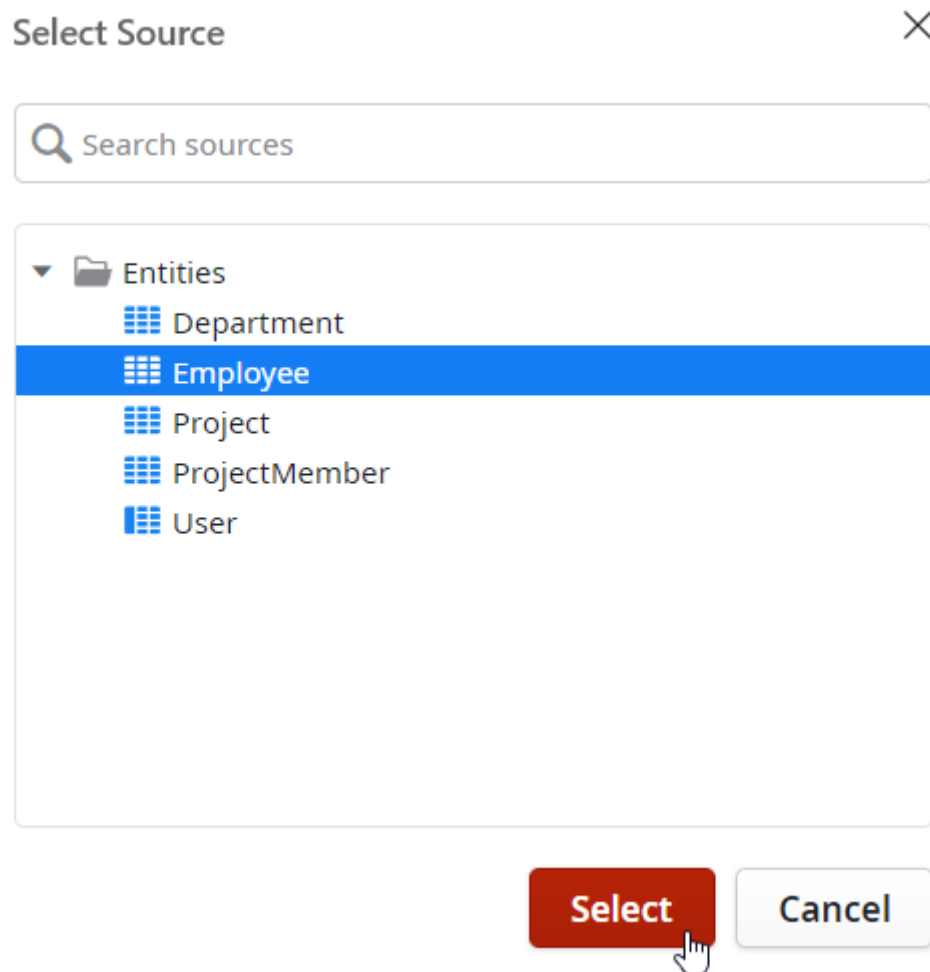 Select Source
Search sources
Entities
Department
Employee
Project
ProjectMember
User
Select Cancel